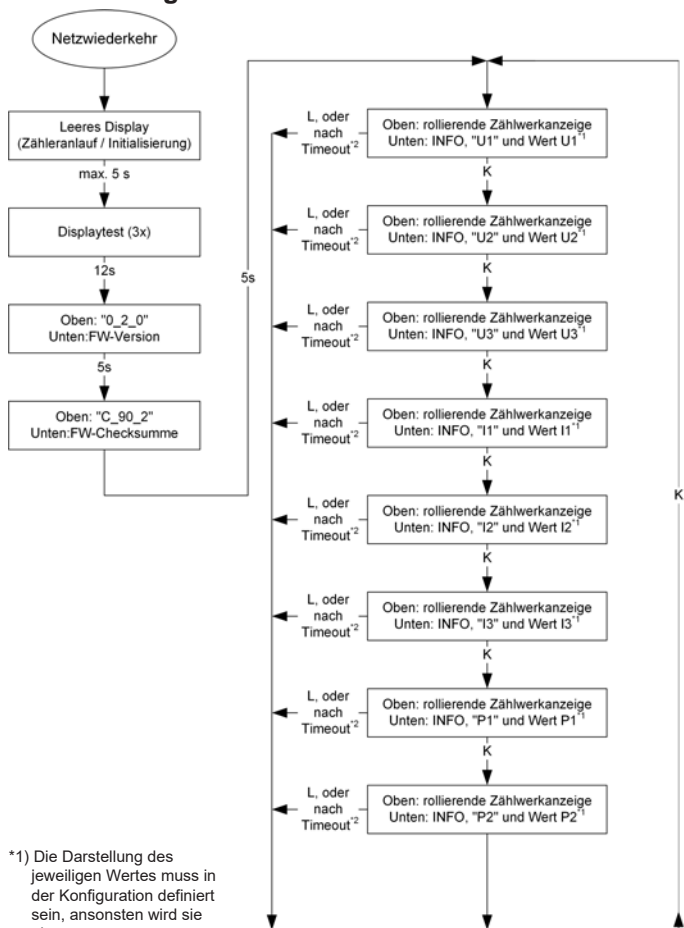 Netzwiederkehr
Leeres Display
(Zähleranlauf / Initialisierung)
max. 5 s
Displaytest (3x)
12s
Oben: "0_2_0"
Unten:FW-Version
5s
Oben: "C_90_2"
Unten:FW-Checksumme
5s
L, oder
nach
Timeout*2
Oben: rollierende Zählwerkanzeige
Unten: INFO, "U1" und Wert U1*1
K
L, oder
nach
Timeout*2
Oben: rollierende Zählwerkanzeige
Unten: INFO, "U2" und Wert U2*1
K
L, oder
nach
Timeout*2
Oben: rollierende Zählwerkanzeige
Unten: INFO, "U3" und Wert U3*1
K
L, oder
nach
Timeout*2
Oben: rollierende Zählwerkanzeige
Unten: INFO, "I1" und Wert I1*1
K
L, oder
nach
Timeout*2
Oben: rollierende Zählwerkanzeige
Unten: INFO, "I2" und Wert I2*1
K
L, oder
nach
Timeout*2
Oben: rollierende Zählwerkanzeige
Unten: INFO, "I3" und Wert I3*1
K
L, oder
nach
Timeout*2
Oben: rollierende Zählwerkanzeige
Unten: INFO, "P1" und Wert P1*1
K
L, oder
nach
Timeout*2
Oben: rollierende Zählwerkanzeige
Unten: INFO, "P2" und Wert P2*1
K
*1) Die Darstellung des
jeweiligen Wertes muss in
der Konfiguration definiert
sein, ansonsten wird sie